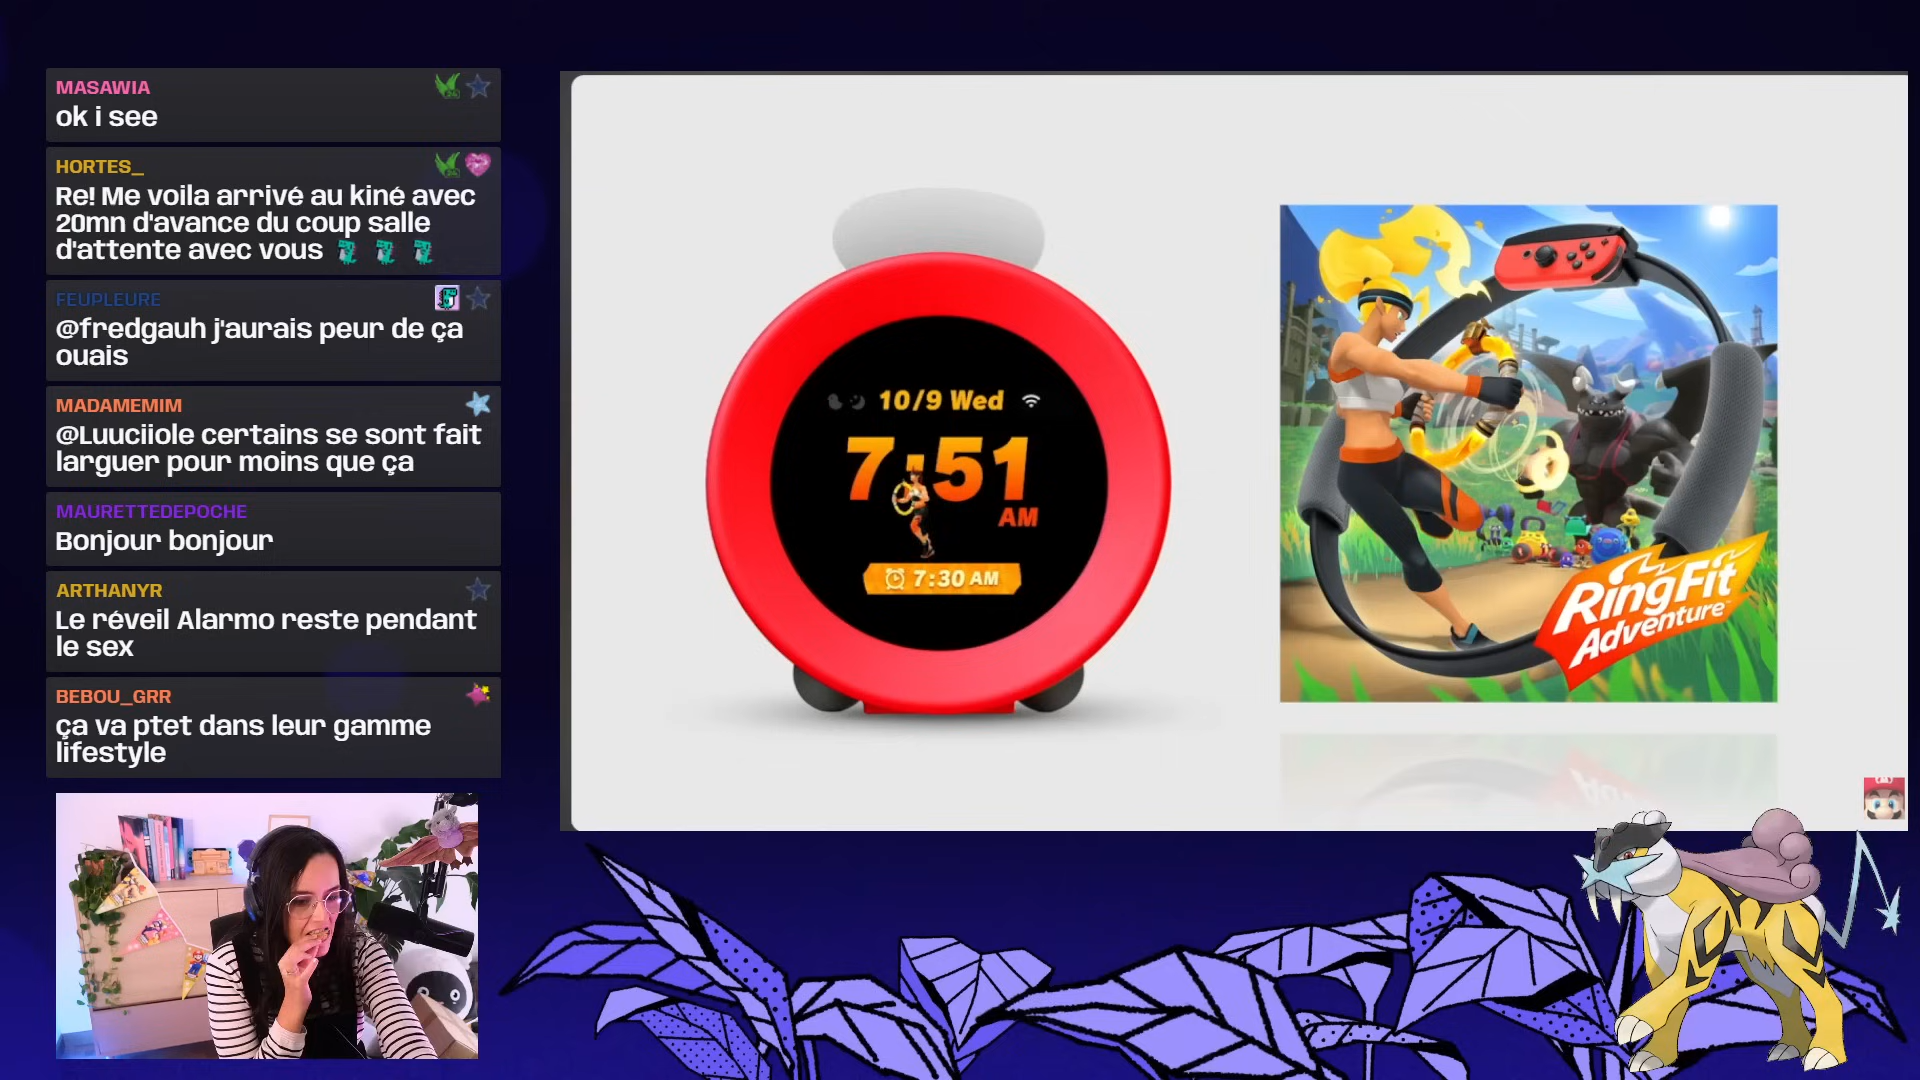 MASAWIA
ok i see
HORTES_
Re! Me voila arrivé au kiné avec
20mn d'avance du coup salle
d'attente avec vous
FEUPLEURE
@fredgauh j'aurais peur de ça
ouais
MADAMEMIM
@Luuciiole certains se sont fait
larguer pour moins que ça
MAURETTEDEPOCHE
Bonjour bonjour
ARTHANYR
Le réveil Alarmo reste pendant
le sex
BEBOU_GRR
ça va ptet dans leur gamme
lifestyle
10/9 Wed
7:51
AM
7:30 AM
RingFit
Adventure